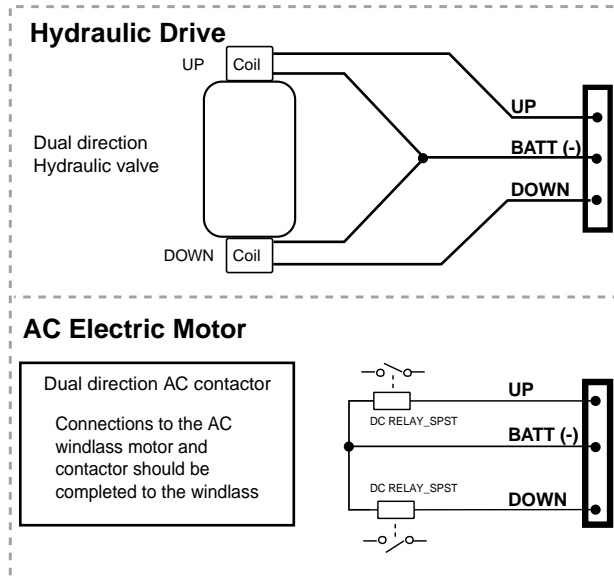 Hydraulic Drive
UP
Coil
UP
Dual direction
Hydraulic valve
BATT (-)
DOWN
DOWN
Coil
AC Electric Motor
Dual direction AC contactor
Connections to the AC
windlass motor and
contactor should be
completed to the windlass
UP
DC RELAY_SPST
BATT (-)
DC RELAY_SPST
DOWN